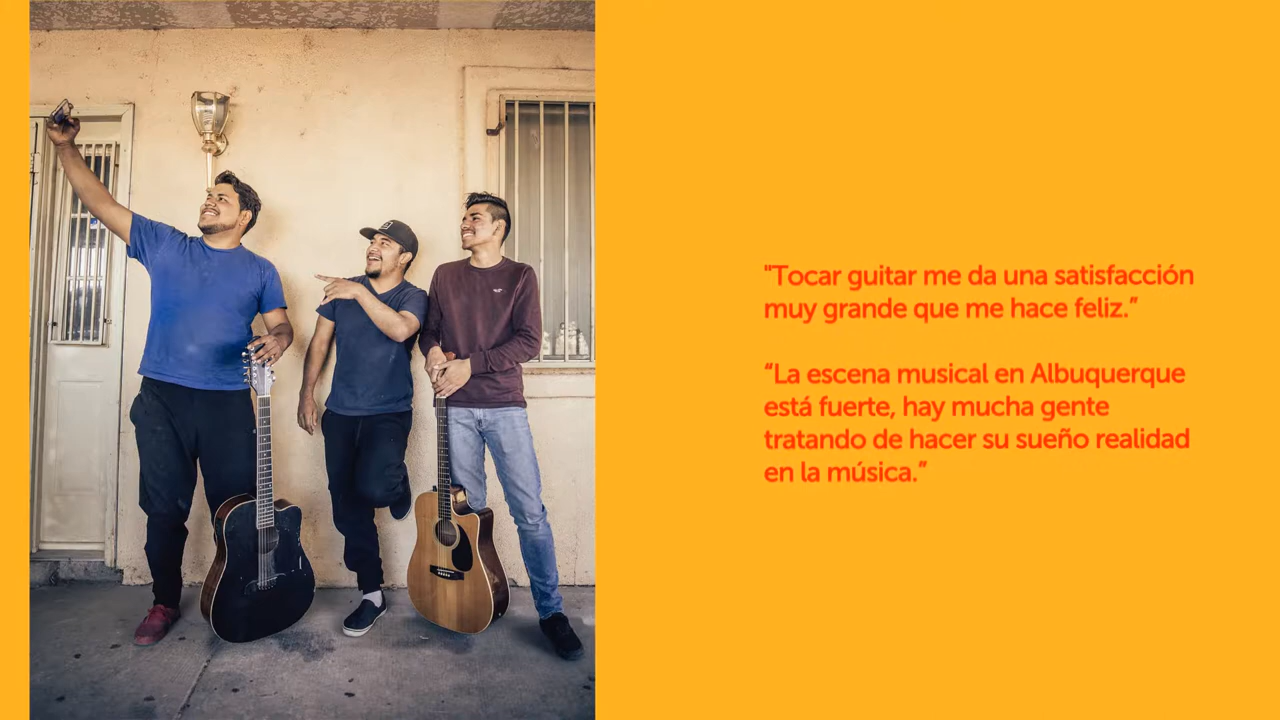 "Tocar guitar me da una satisfacción
muy grande que me hace feliz.”
“La escena musical en Albuquerque
está fuerte, hay mucha gente
tratando de hacer su sueño realidad
en la música.”